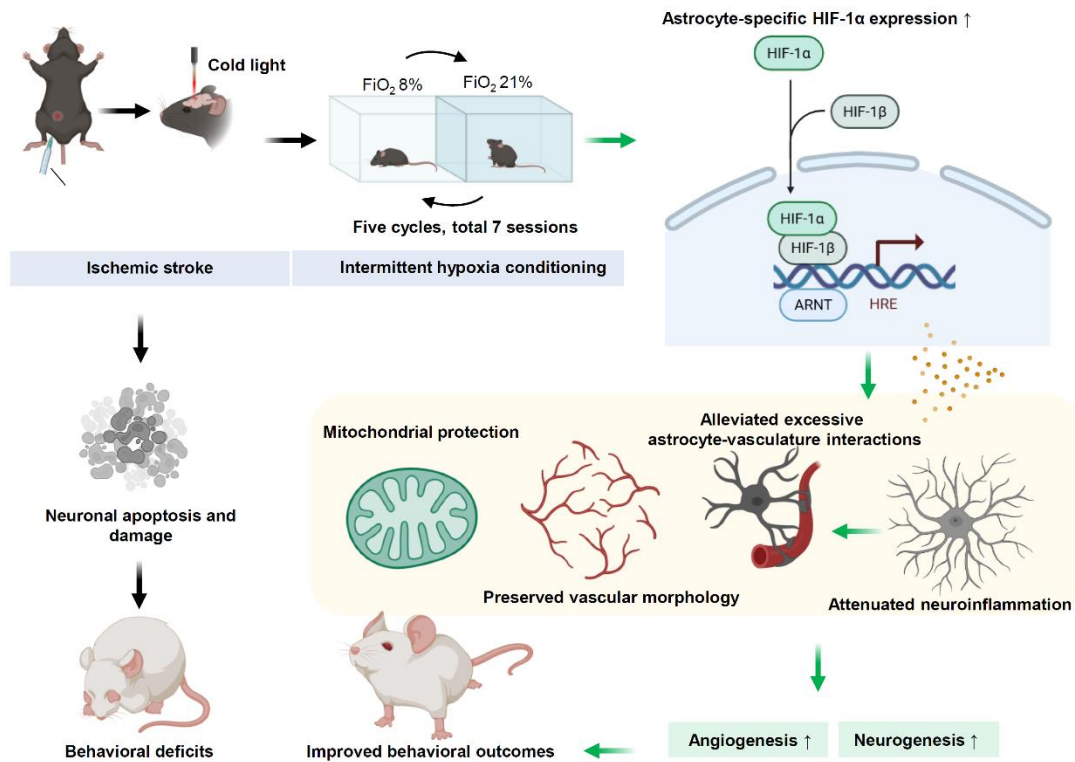 Astrocyte-specific HIF-1α expression ↑
HIF-1α
HIF-1β
Cold light
FiO₂ 8%
FiO₂ 21%
Five cycles, total 7 sessions
Ischemic stroke
Intermittent hypoxia conditioning
HIF-1α
HIF-1β
ARNT
HRE
Neuronal apoptosis and
damage
Behavioral deficits
Mitochondrial protection
Alleviated excessive
astrocyte-vasculature interactions
Preserved vascular morphology
Attenuated neuroinflammation
Angiogenesis ↑
Neurogenesis ↑
Improved behavioral outcomes